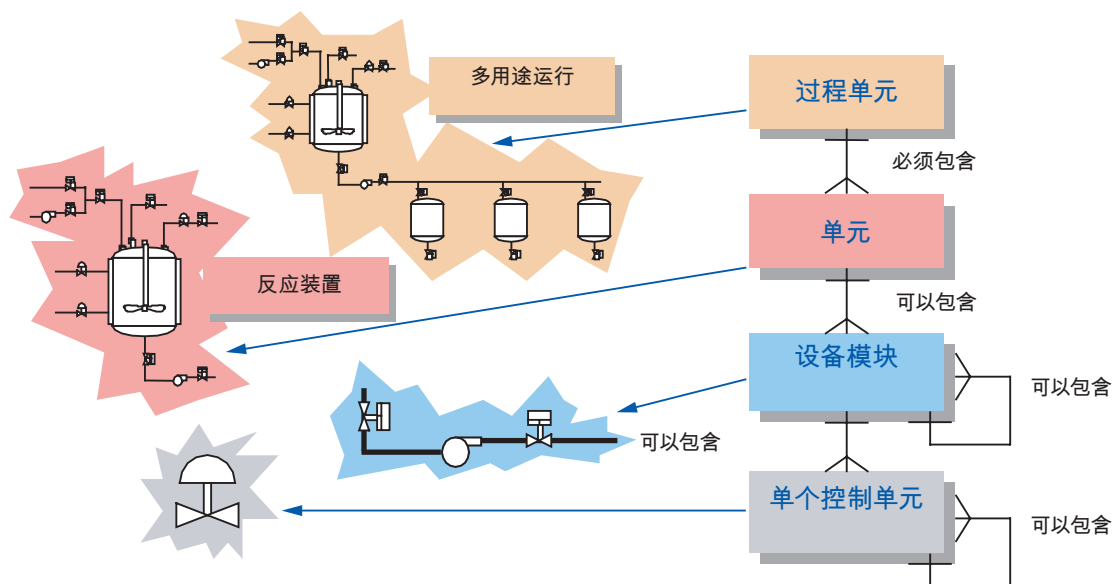 多用途运行
过程单元
必须包含
单元
反应装置
可以包含
设备模块
可以包含
可以包含
单个控制单元
可以包含